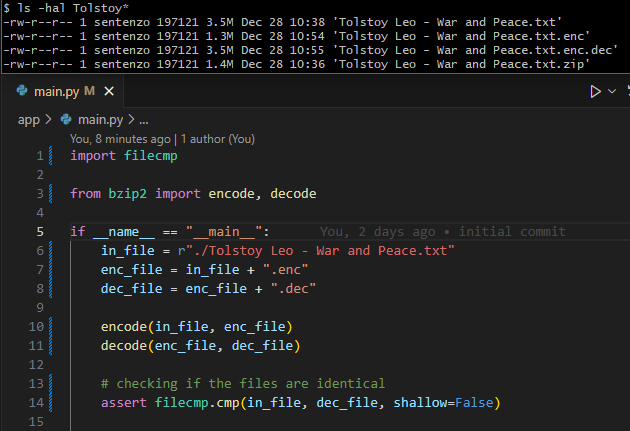 $ ls -hal Tolstoy*
-rw-r--r-- 1 sentenzo 197121 3.5M Dec 28 10:38 'Tolstoy Leo - War and Peace.txt'
-rw-r--r-- 1 sentenzo 197121 1.3M Dec 28 10:54 'Tolstoy Leo - War and Peace.txt.enc'
-rw-r--r-- 1 sentenzo 197121 3.5M Dec 28 10:55 'Tolstoy Leo - War and Peace.txt.enc.dec'
-rw-r--r-- 1 sentenzo 197121 1.4M Dec 28 10:36 'Tolstoy Leo - War and Peace.txt.zip'
main.py M
app > main.py > ...
You, 8 minutes ago | 1 author (You)
1 import filecmp
2
3 from bzip2 import encode, decode
4
5 if __name__ == "__main__": You, 2 days ago • initial commit
6 in_file = r"./Tolstoy Leo - War and Peace.txt"
7 enc_file = in_file + ".enc"
8 dec_file = enc_file + ".dec"
9
10 encode(in_file, enc_file)
11 decode(enc_file, dec_file)
12
13 # checking if the files are identical
14 assert filecmp.cmp(in_file, dec_file, shallow=False)
15